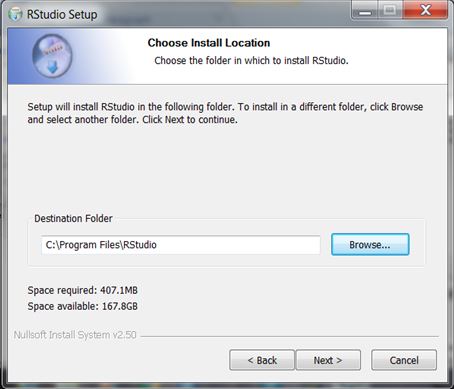 RStudio Setup
Choose Install Location
Choose the folder in which to install RStudio.
Setup will install RStudio in the following folder. To install in a different folder, click Browse
and select another folder. Click Next to continue.
Destination Folder
C:\Program Files\RStudio
Browse...
Space required: 407.1MB
Space available: 167.8GB
Nullsoft Install System v2.50
< Back
Next >
Cancel